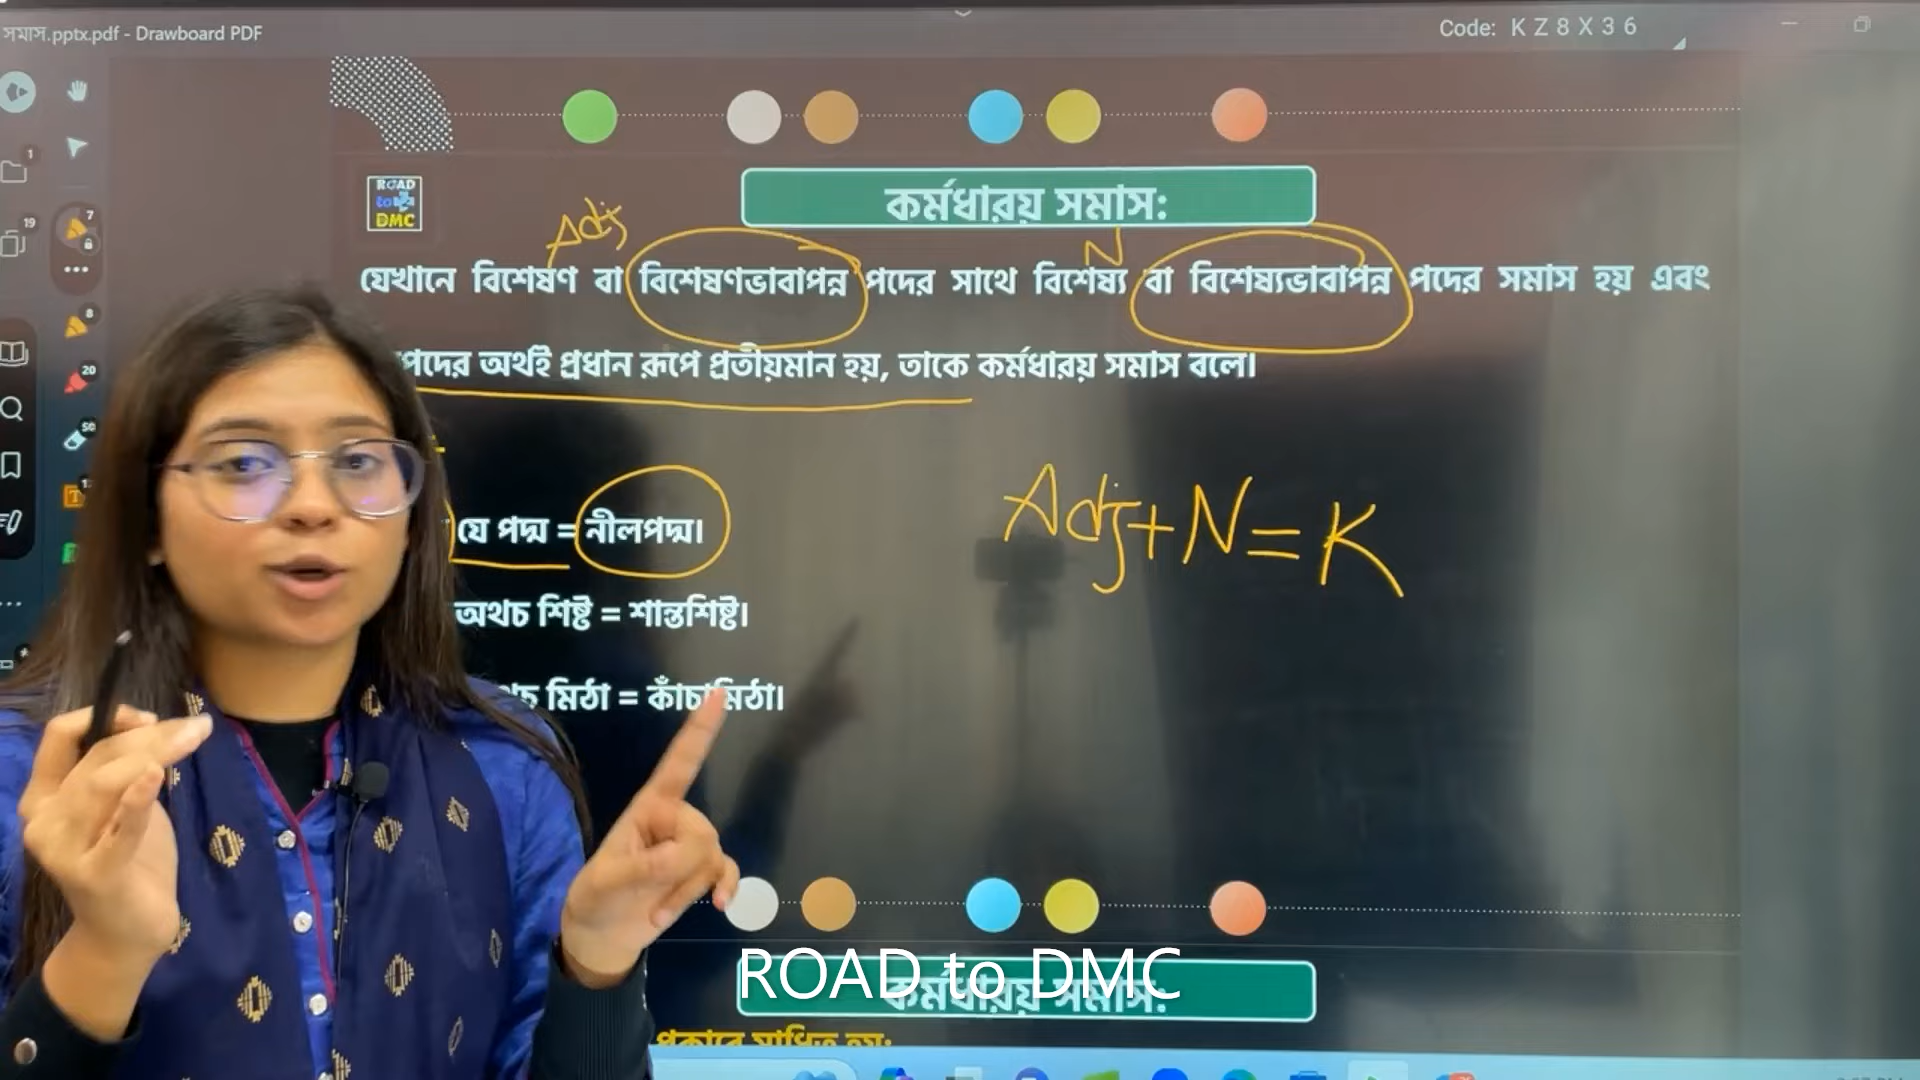 সমাস.pptx.pdf - Drawboard PDF
Code: KZ8X36
ROAD
to
DMC
কর্মধারয় সমাস:
Adj
N
যেখানে বিশেষণ বা বিশেষণভাবাপন্ন পদের সাথে বিশেষ্য বা বিশেষ্যভাবাপন্ন পদের সমাস হয় এবং
পদের অর্থই প্রধান রূপে প্রতীয়মান হয়, তাকে কর্মধারয় সমাস বলে।
যে পদ্ম = নীলপদ্ম।
Adj+N=K
অথচ শিষ্ট = শান্তশিষ্ট।
মিঠা = কাঁচামিঠা।
ROAD to DMC
কর্মধারয় সমাস:
প্রকারে সাধিত হয়: